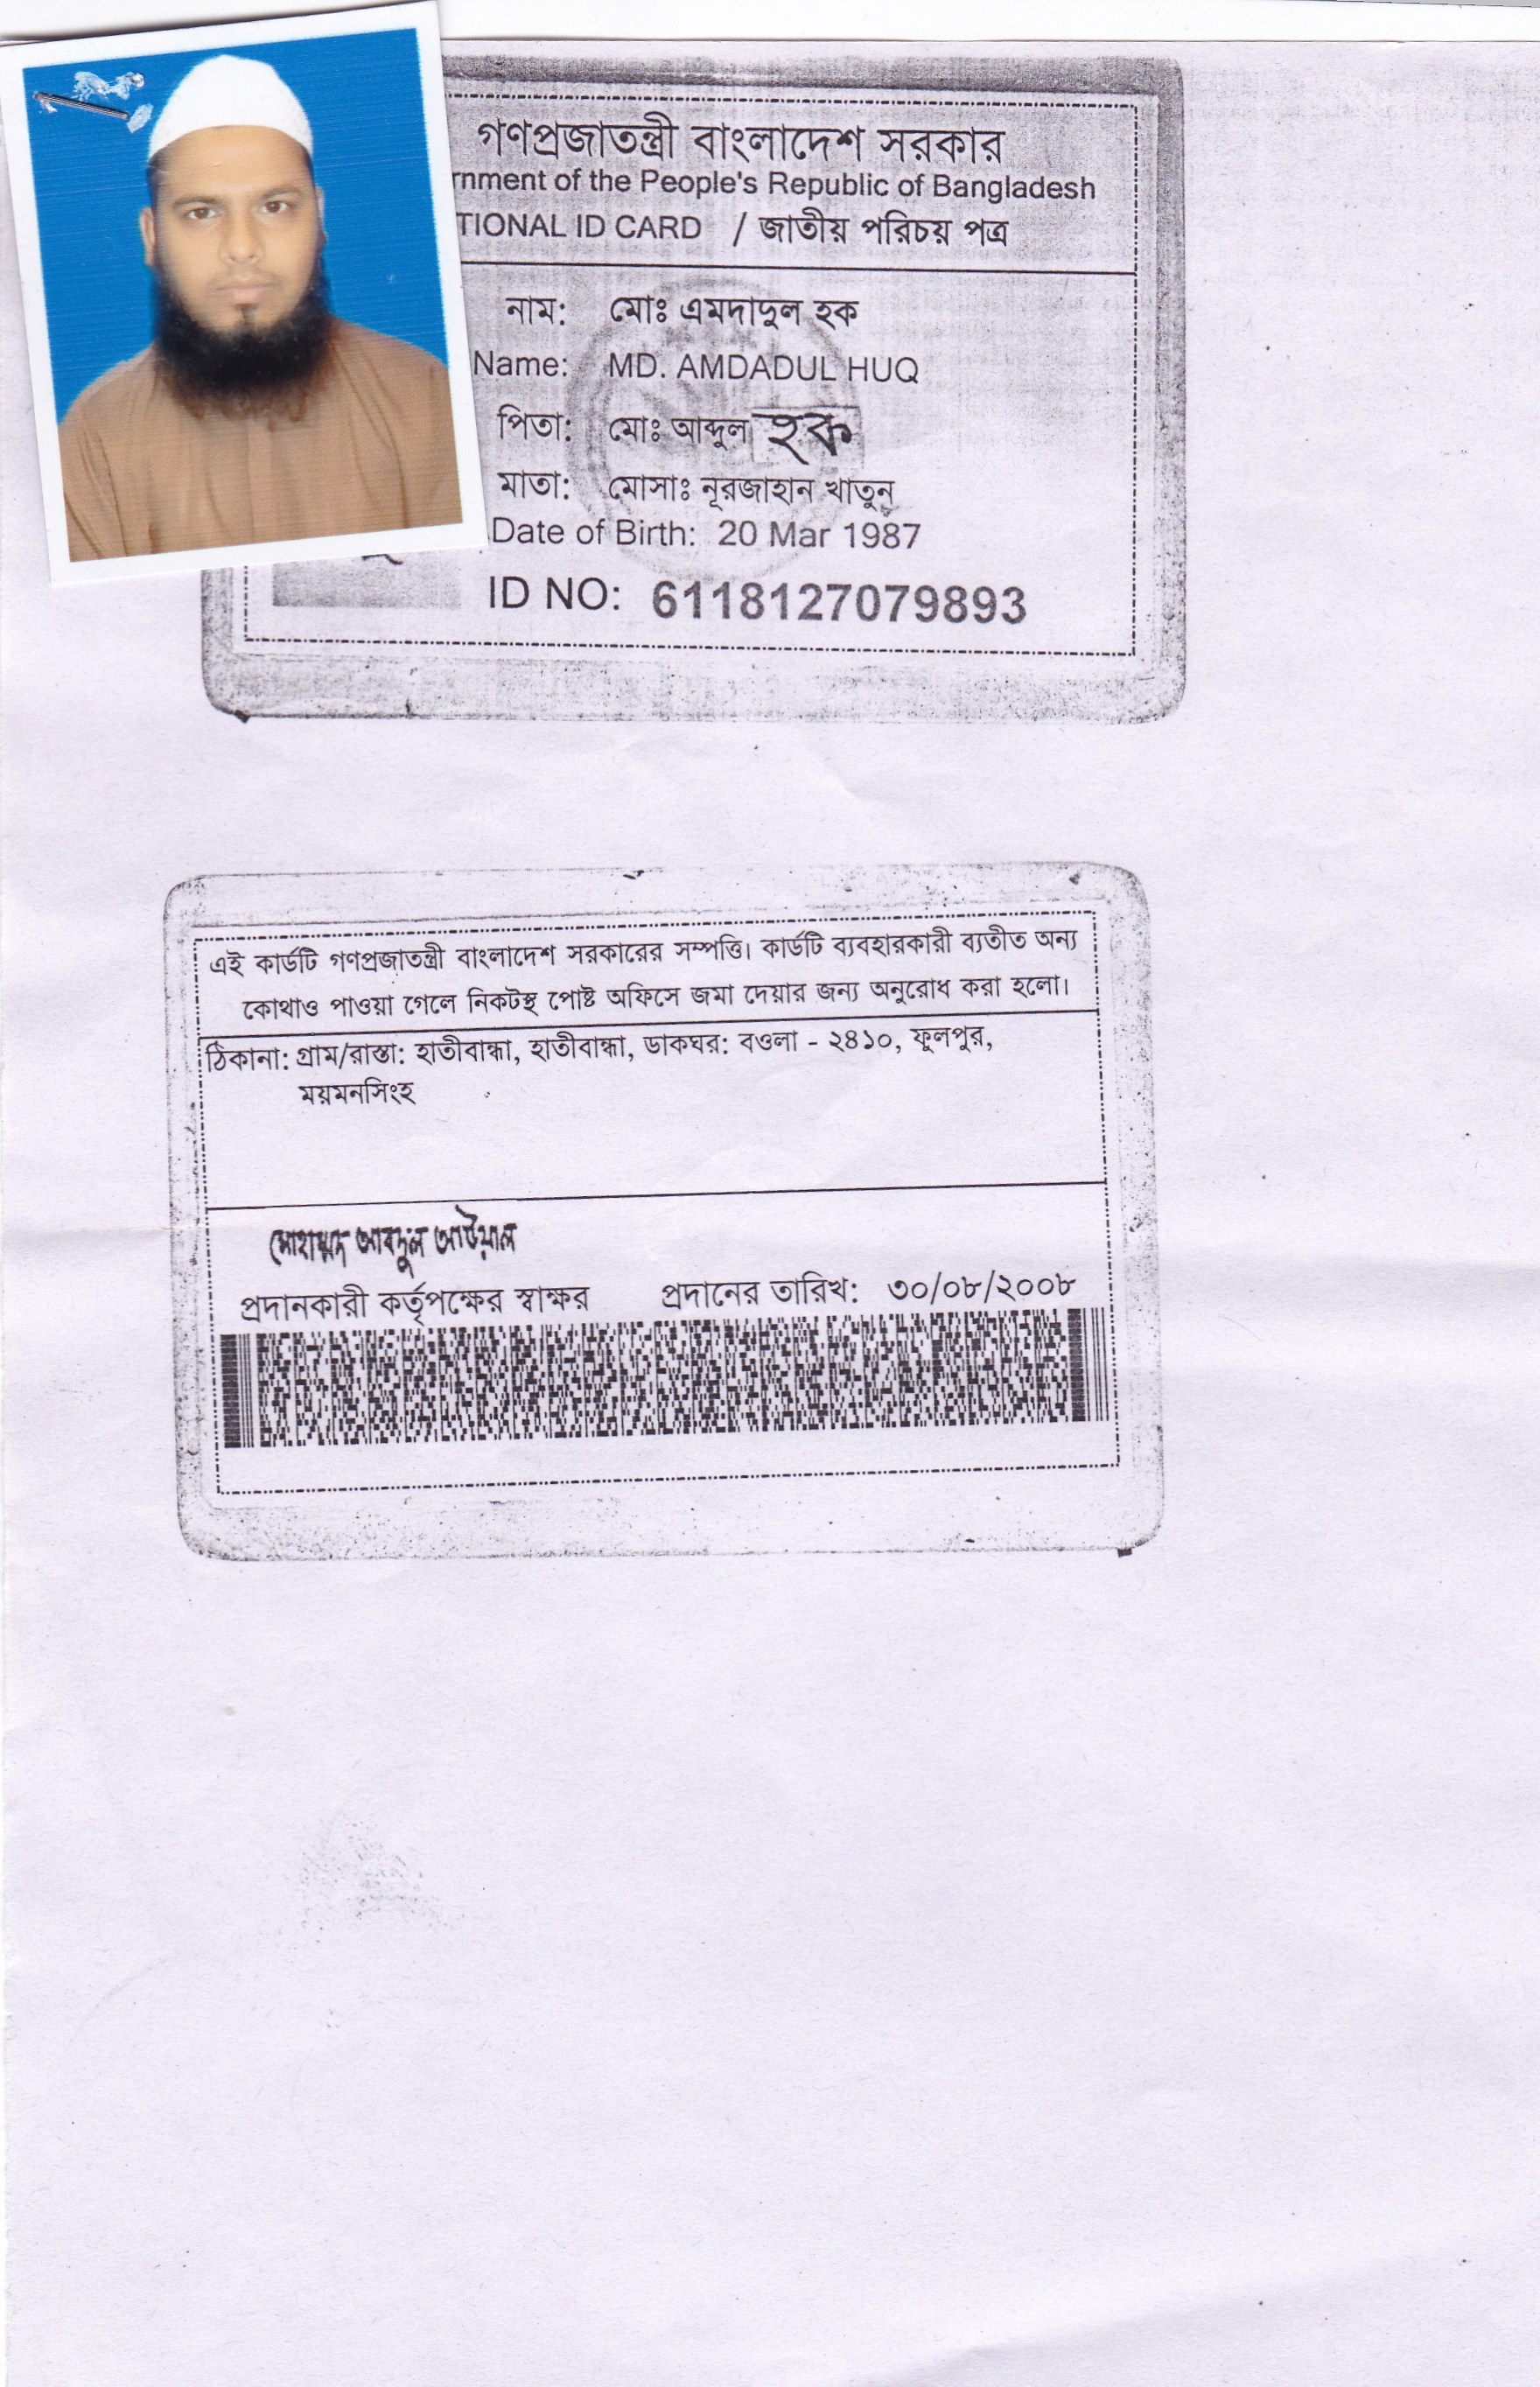 গণপ্রজাতন্ত্রী বাংলাদেশ সরকার
rnment of the People's Republic of Bangladesh
TIONAL ID CARD / জাতীয় পরিচয় পত্র
নাম: মোঃ এমদাদুল হক
Name: MD. AMDADUL HUQ
পিতা: মোঃ আব্দুল হক
মাতা: মোসাঃ নূরজাহান খাতুন
Date of Birth: 20 Mar 1987
ID NO: 6118127079893
এই কার্ডটি গণপ্রজাতন্ত্রী বাংলাদেশ সরকারের সম্পত্তি। কার্ডটি ব্যবহারকারী ব্যতীত অন্য
কোথাও পাওয়া গেলে নিকটস্থ পোষ্ট অফিসে জমা দেয়ার জন্য অনুরোধ করা হলো।
ঠিকানা: গ্রাম/রাস্তা: হাতীবান্ধা, হাতীবান্ধা, ডাকঘর: বওলা - ২৪১০, ফুলপুর,
ময়মনসিংহ
মোহাম্মদ আবদুল আউয়াল
প্রদানকারী কর্তৃপক্ষের স্বাক্ষর প্রদানের তারিখ: ৩০/০৮/২০০৮